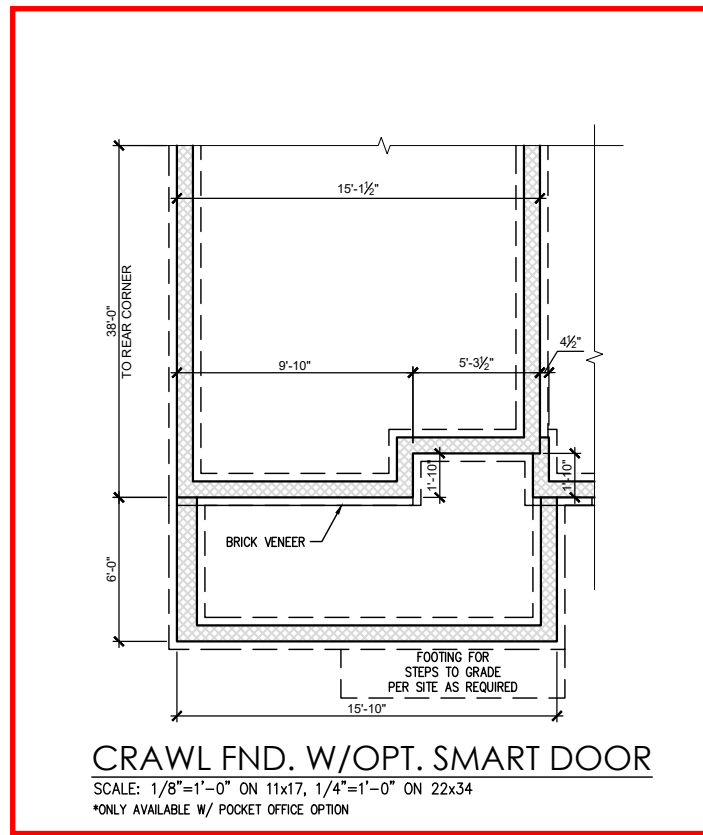 15'-1½"
38'-0"
TO REAR CORNER
9'-10"
5'-3½"
4½"
1'-10"
1'-10"
BRICK VENEER
6'-0"
FOOTING FOR
STEPS TO GRADE
PER SITE AS REQUIRED
15'-10"
CRAWL FND. W/OPT. SMART DOOR
SCALE: 1/8"=1'-0" ON 11x17, 1/4"=1'-0" ON 22x34
*ONLY AVAILABLE W/ POCKET OFFICE OPTION